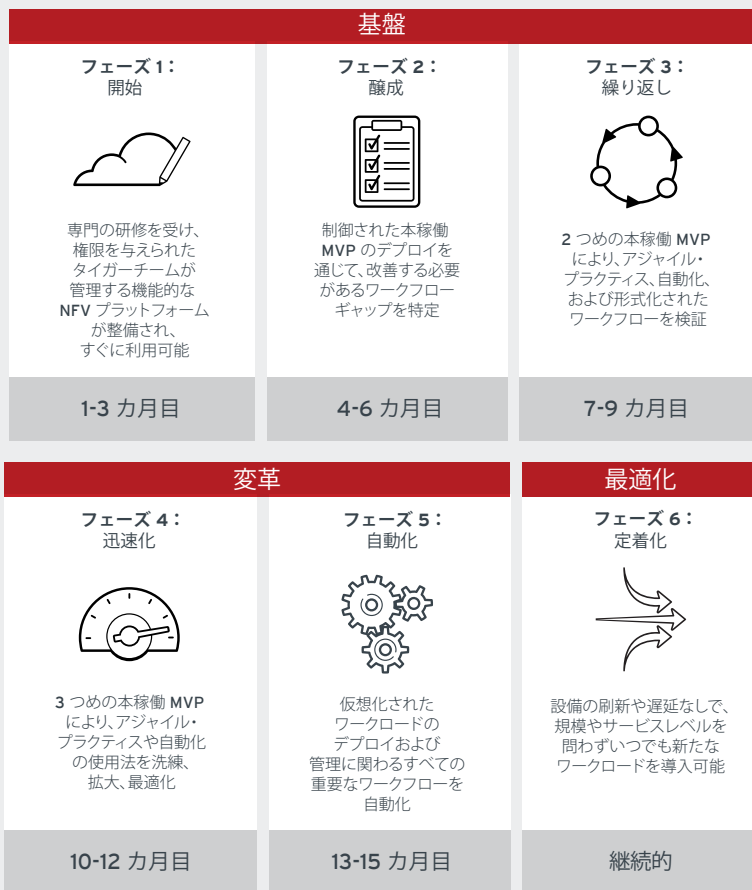 基盤
フェーズ 1：
開始
専門の研修を受け、
権限を与えられた
タイガーチームが
管理する機能的な
NFV プラットフォーム
が整備され、
すぐに利用可能
1-3 カ月目
フェーズ 2：
醸成
制御された本稼働
MVP のデプロイを
通じて、改善する必要
があるワークフロー
ギャップを特定
4-6 カ月目
フェーズ 3：
繰り返し
2 つめの本稼働 MVP
により、アジャイル・
プラクティス、自動化、
および形式化された
ワークフローを検証
7-9 カ月目
変革
フェーズ 4：
迅速化
3 つめの本稼働 MVP
により、アジャイル・
プラクティスや自動化
の使用法を洗練、
拡大、最適化
10-12 カ月目
フェーズ 5：
自動化
仮想化された
ワークロードの
デプロイおよび
管理に関わるすべての
重要なワークフローを
自動化
13-15 カ月目
最適化
フェーズ 6：
定着化
設備の刷新や遅延なしで、
規模やサービスレベルを
問わずいつでも新たな
ワークロードを導入可能
継続的